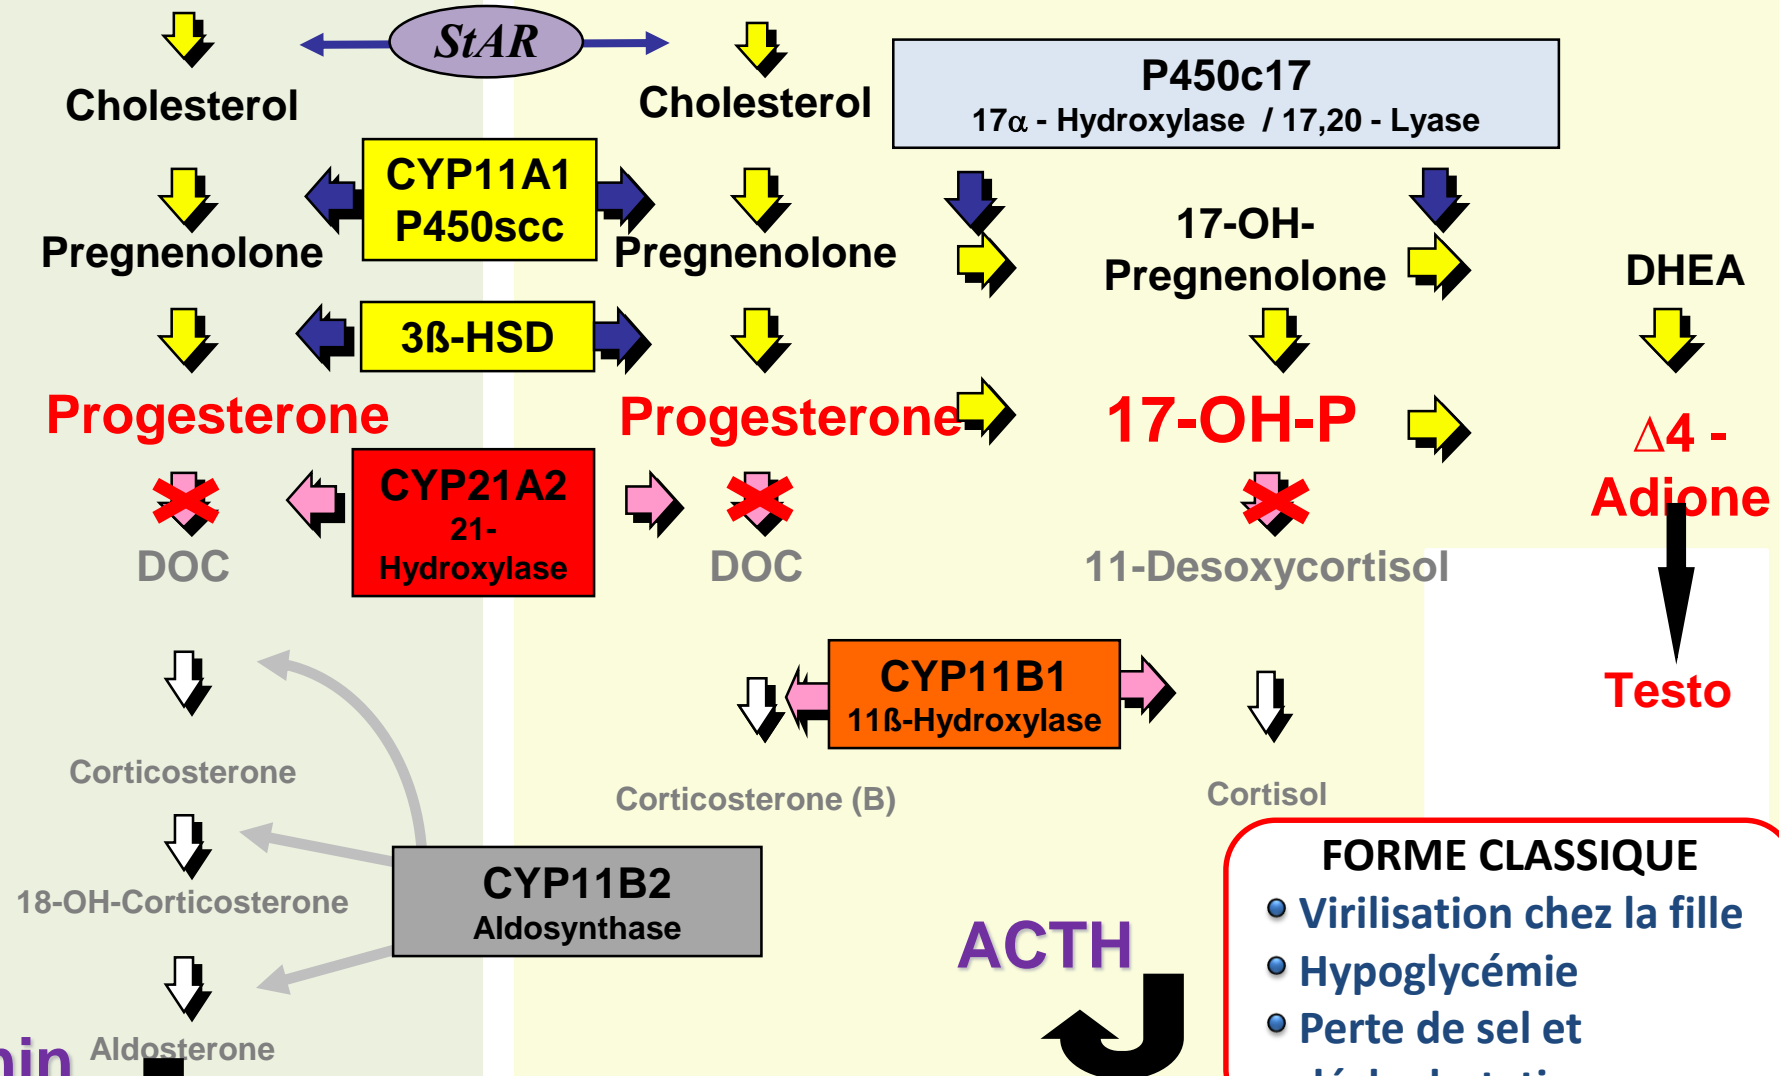 StAR
Cholesterol
Cholesterol
P450c17
17α - Hydroxylase / 17,20 - Lyase
CYP11A1
P450scc
Pregnenolone
Pregnenolone
17-OH-
Pregnenolone
DHEA
3ß-HSD
Progesterone
Progesterone
17-OH-P
Δ4 -
Adione
CYP21A2
21-
Hydroxylase
DOC
DOC
11-Desoxycortisol
CYP11B1
11ß-Hydroxylase
Testo
Corticosterone
Corticosterone (B)
Cortisol
18-OH-Corticosterone
CYP11B2
Aldosynthase
Aldosterone
ACTH
FORME CLASSIQUE
Virilisation chez la fille
Hypoglycémie
Perte de sel et